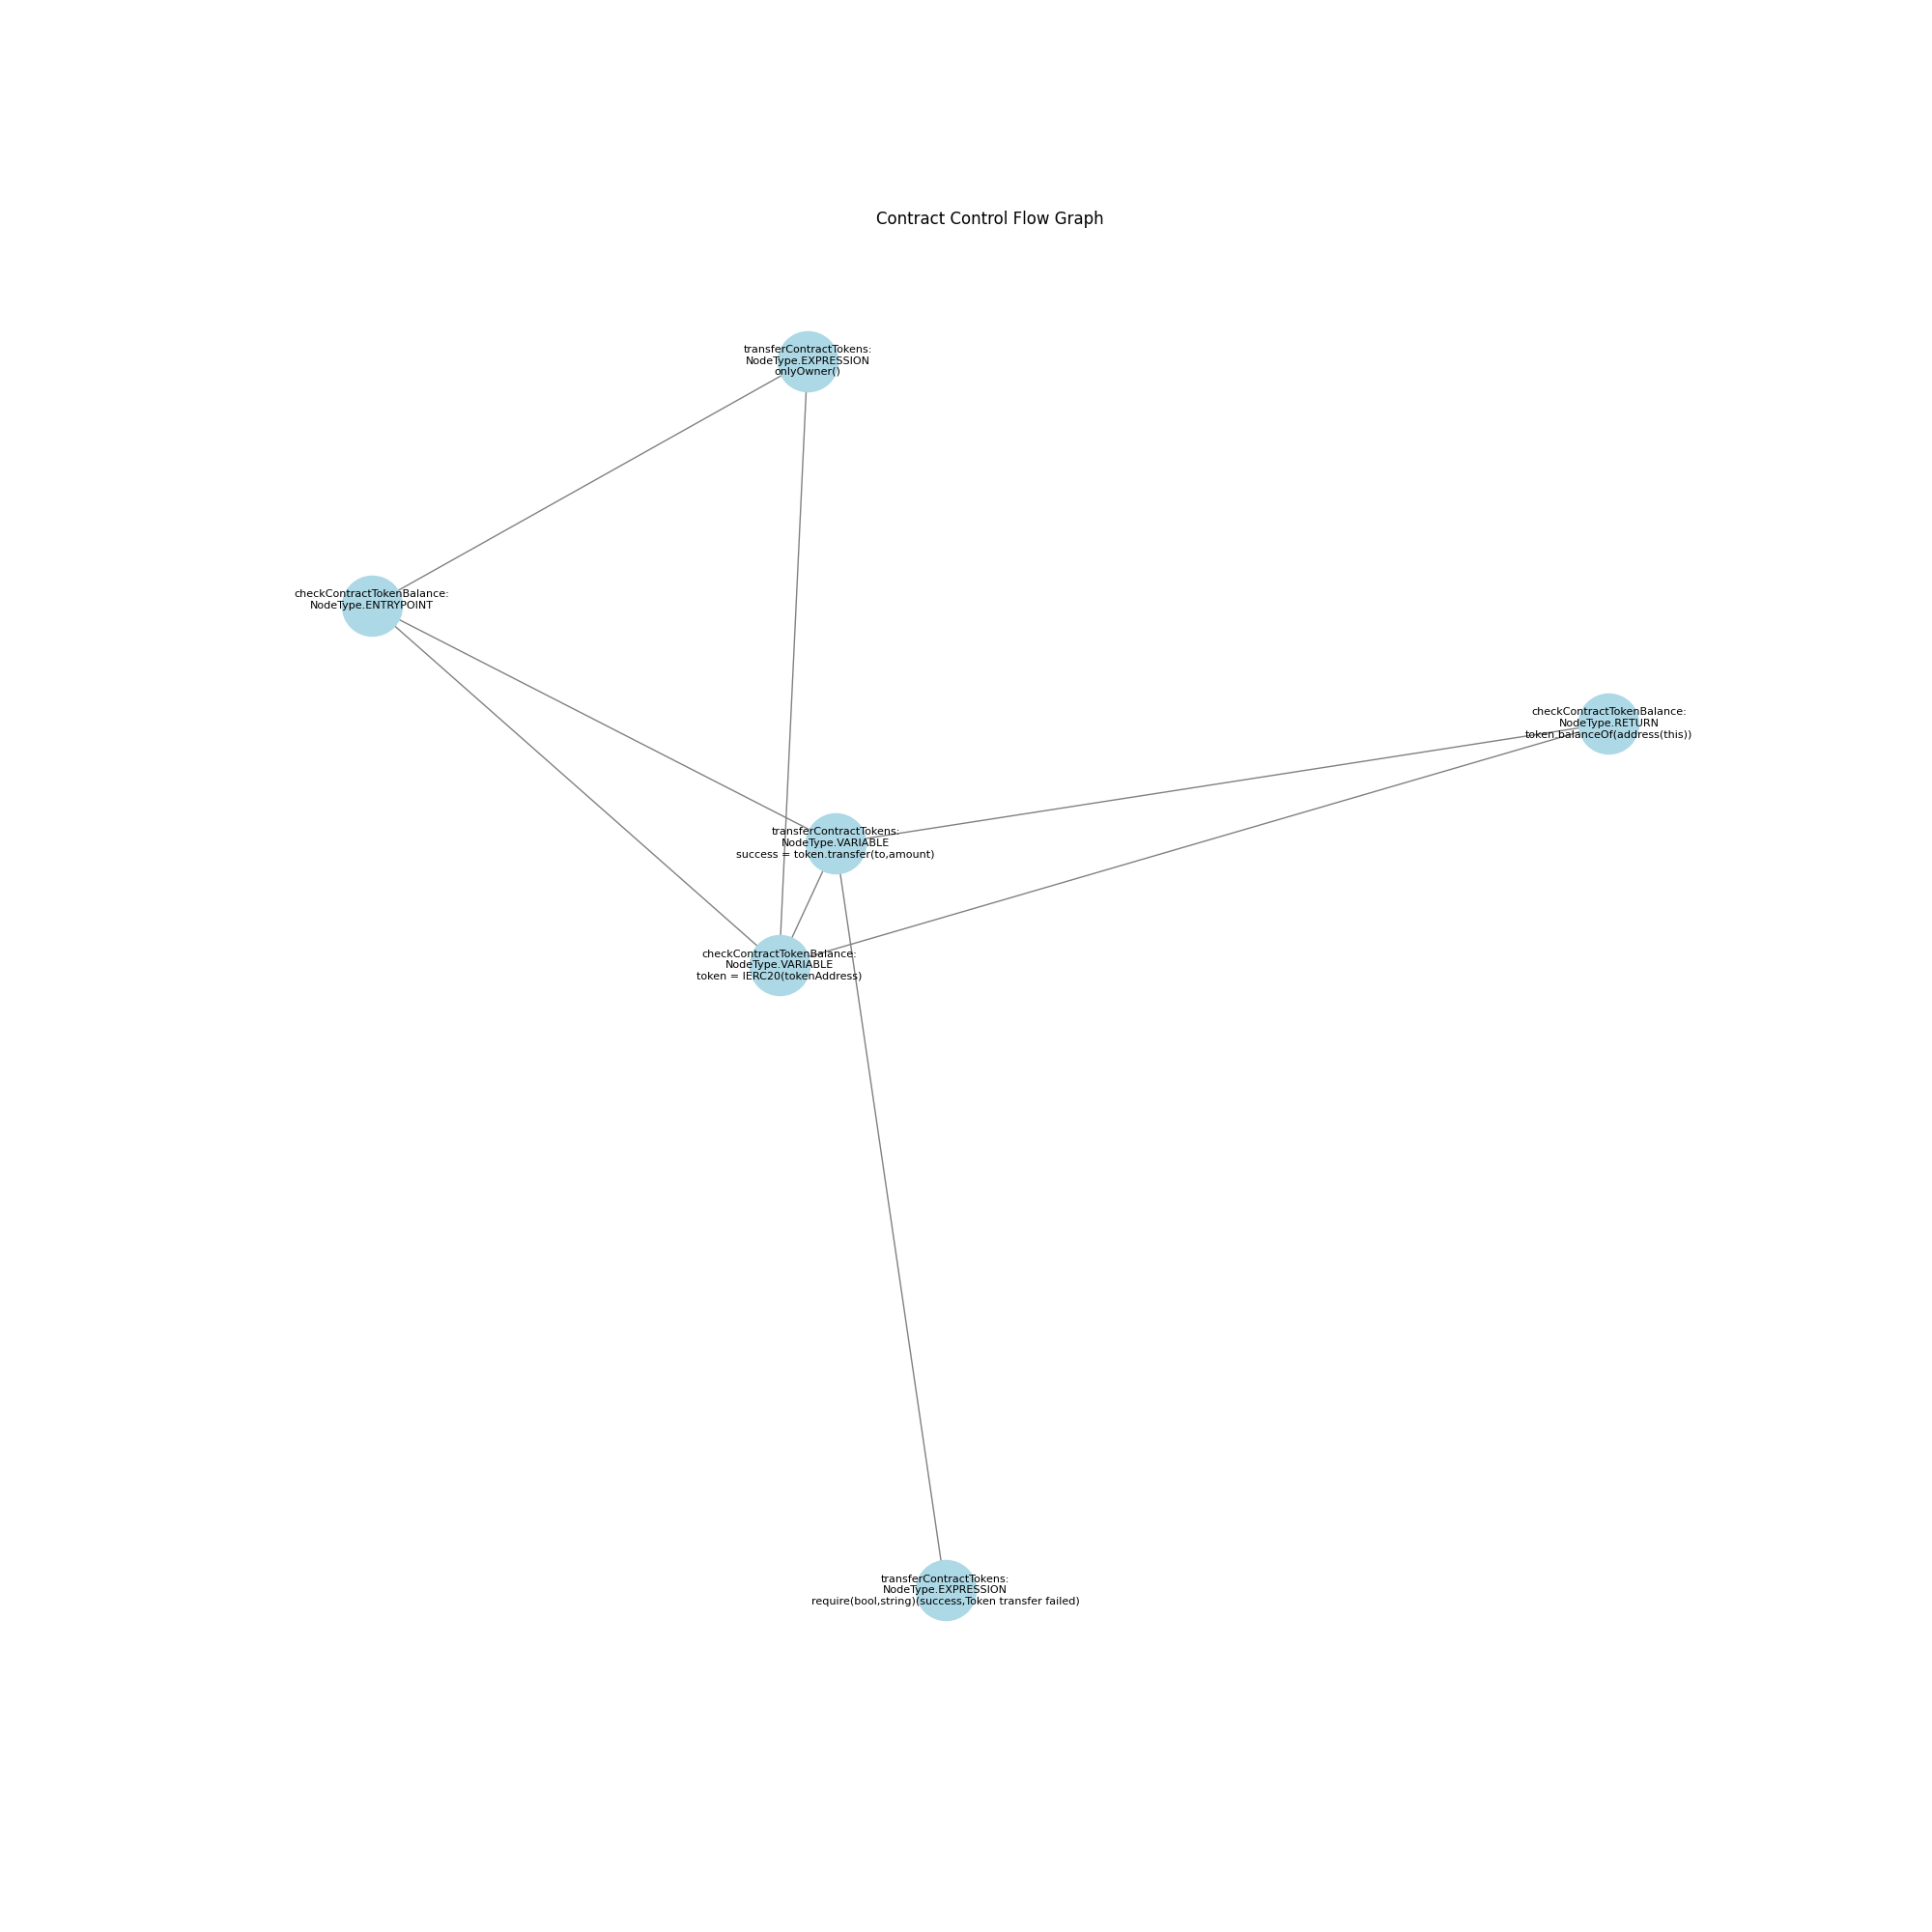 Contract Control Flow Graph
transferContractTokens:
NodeType.EXPRESSION
onlyOwner()
checkContractTokenBalance:
NodeType.ENTRYPOINT
checkContractTokenBalance:
NodeType.RETURN
token.balanceOf(address(this))
transferContractTokens:
NodeType.VARIABLE
success = token.transfer(to,amount)
checkContractTokenBalance:
NodeType.VARIABLE
token = IERC20(tokenAddress)
transferContractTokens:
NodeType.EXPRESSION
require(bool,string)(success,Token transfer failed)